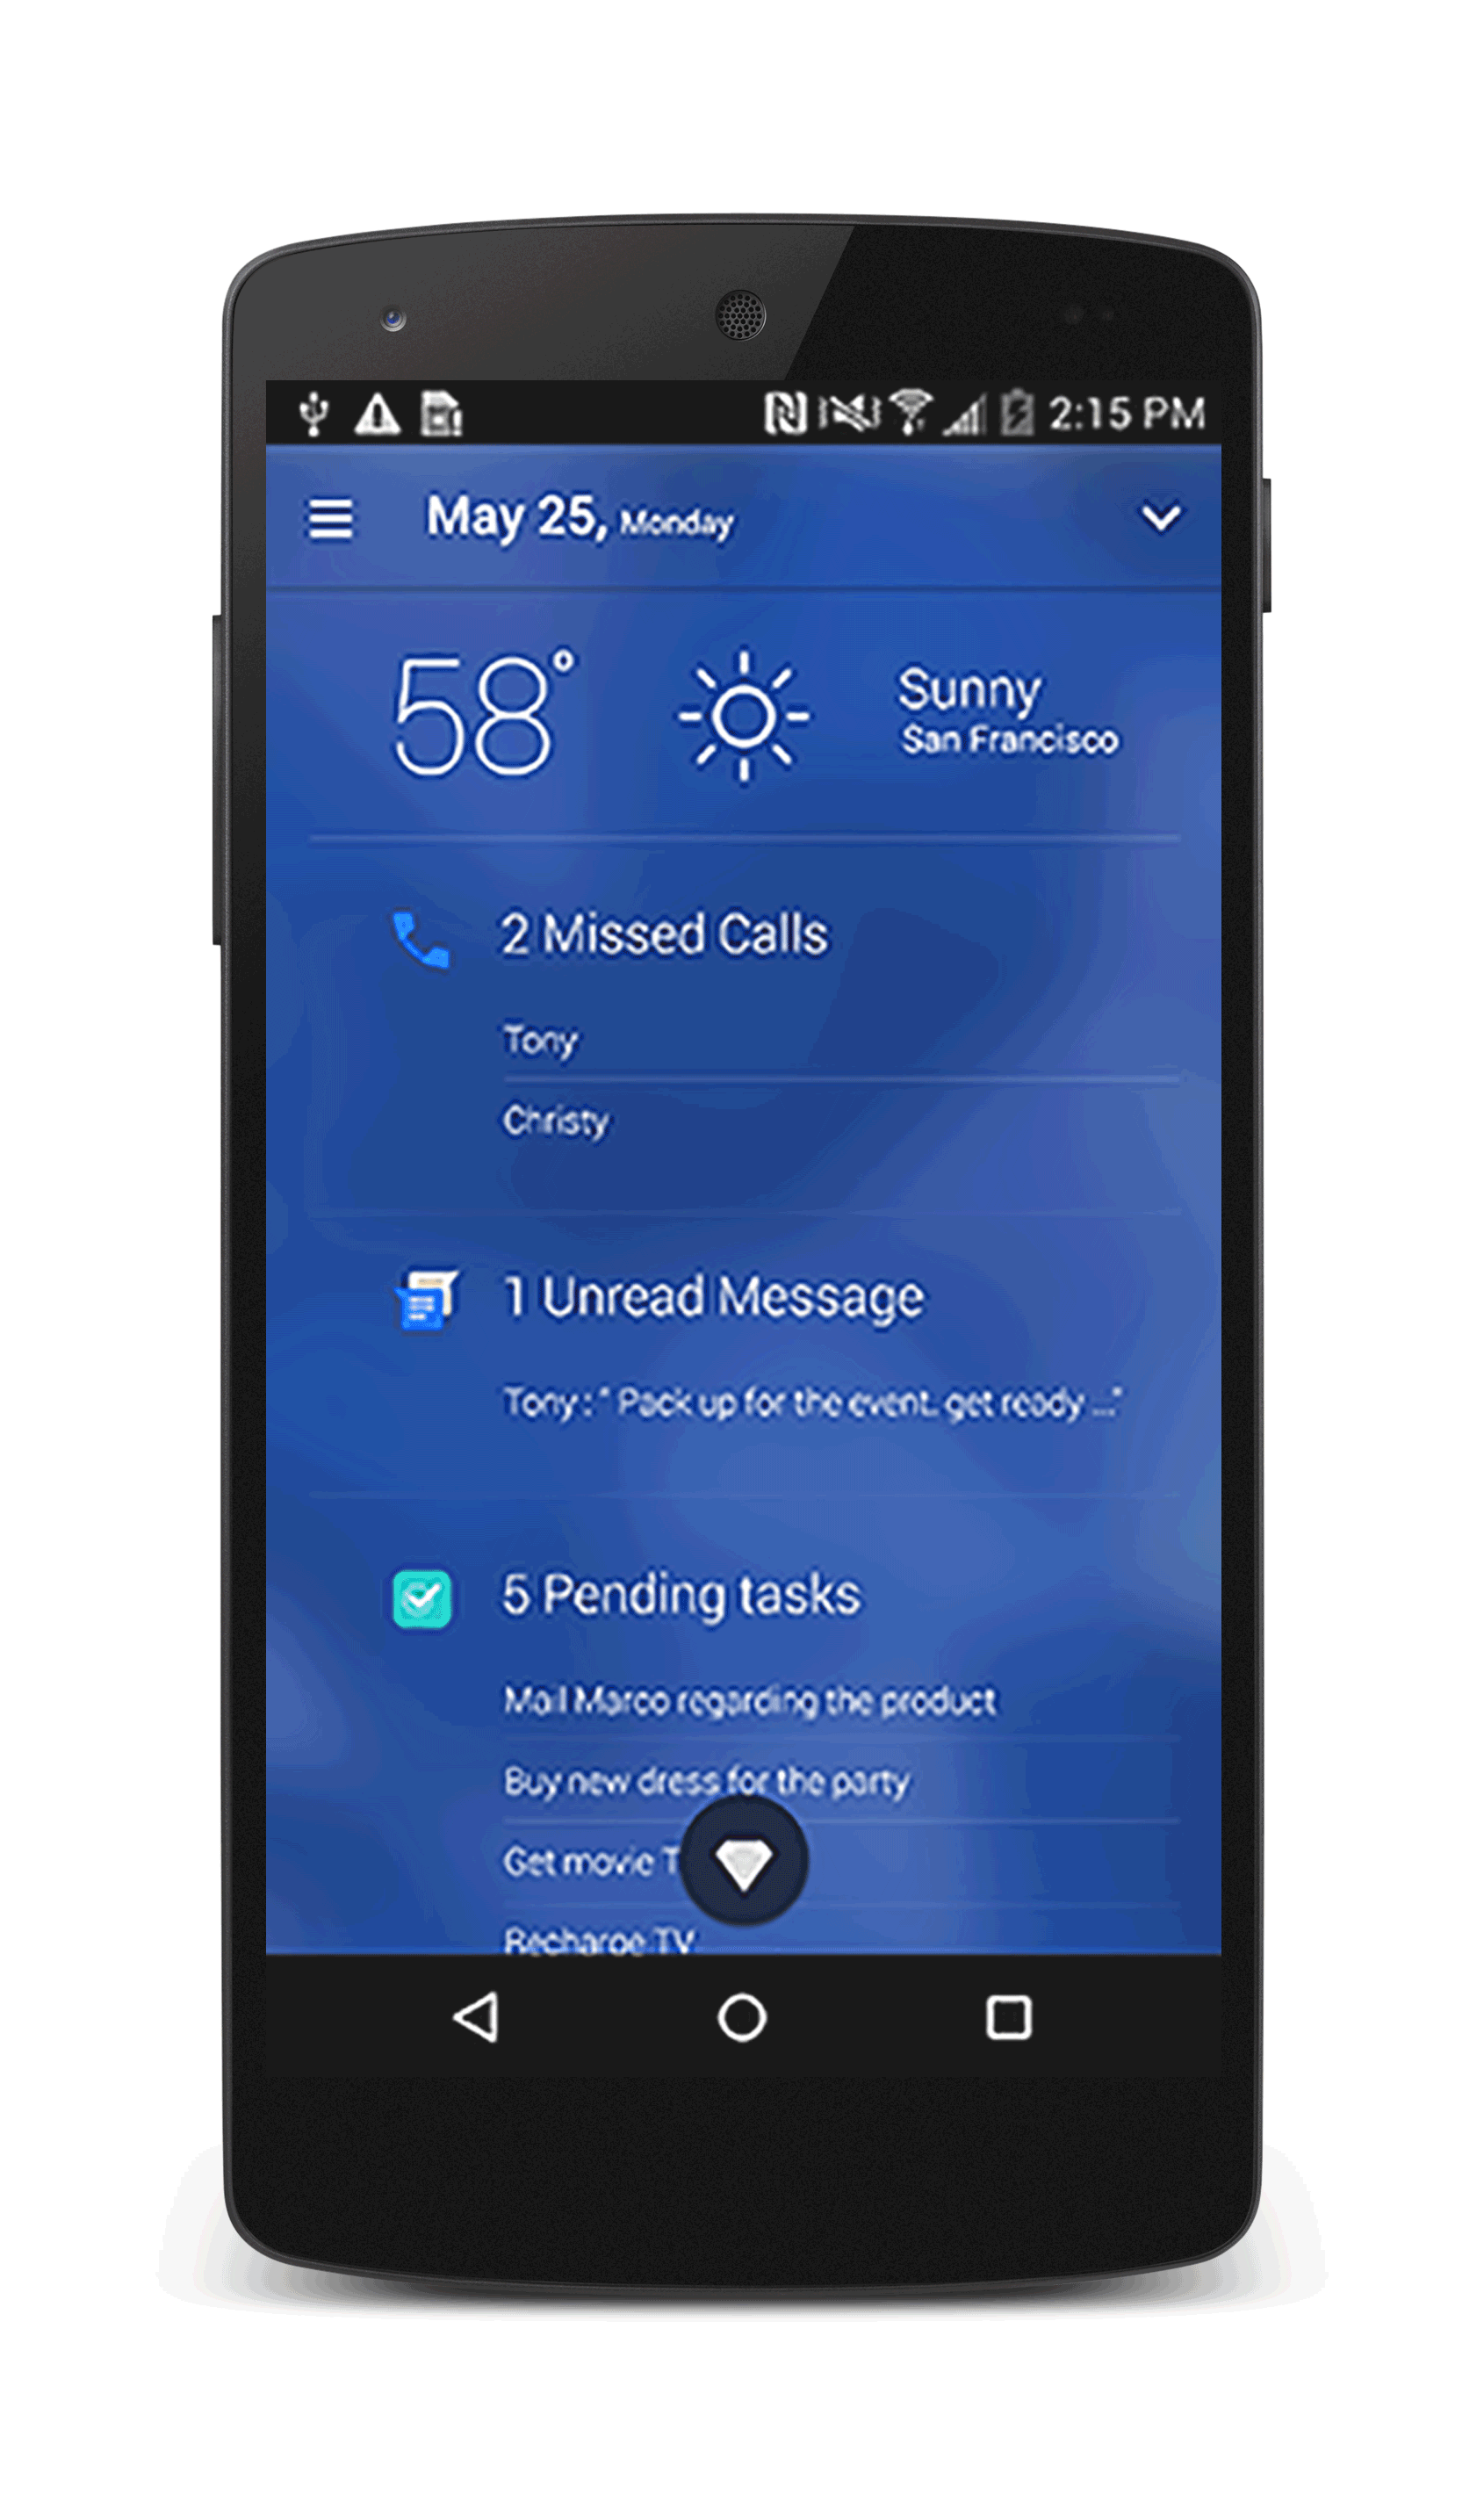 2:15 PM
May 25, Monday
58°
Sunny
San Francisco
2 Missed Calls
Tony
Christy
1 Unread Message
Tony : " Pack up for the event. get ready ..."
5 Pending tasks
Mail Marco regarding the product
Buy new dress for the party
Get movie T
Recharge TV